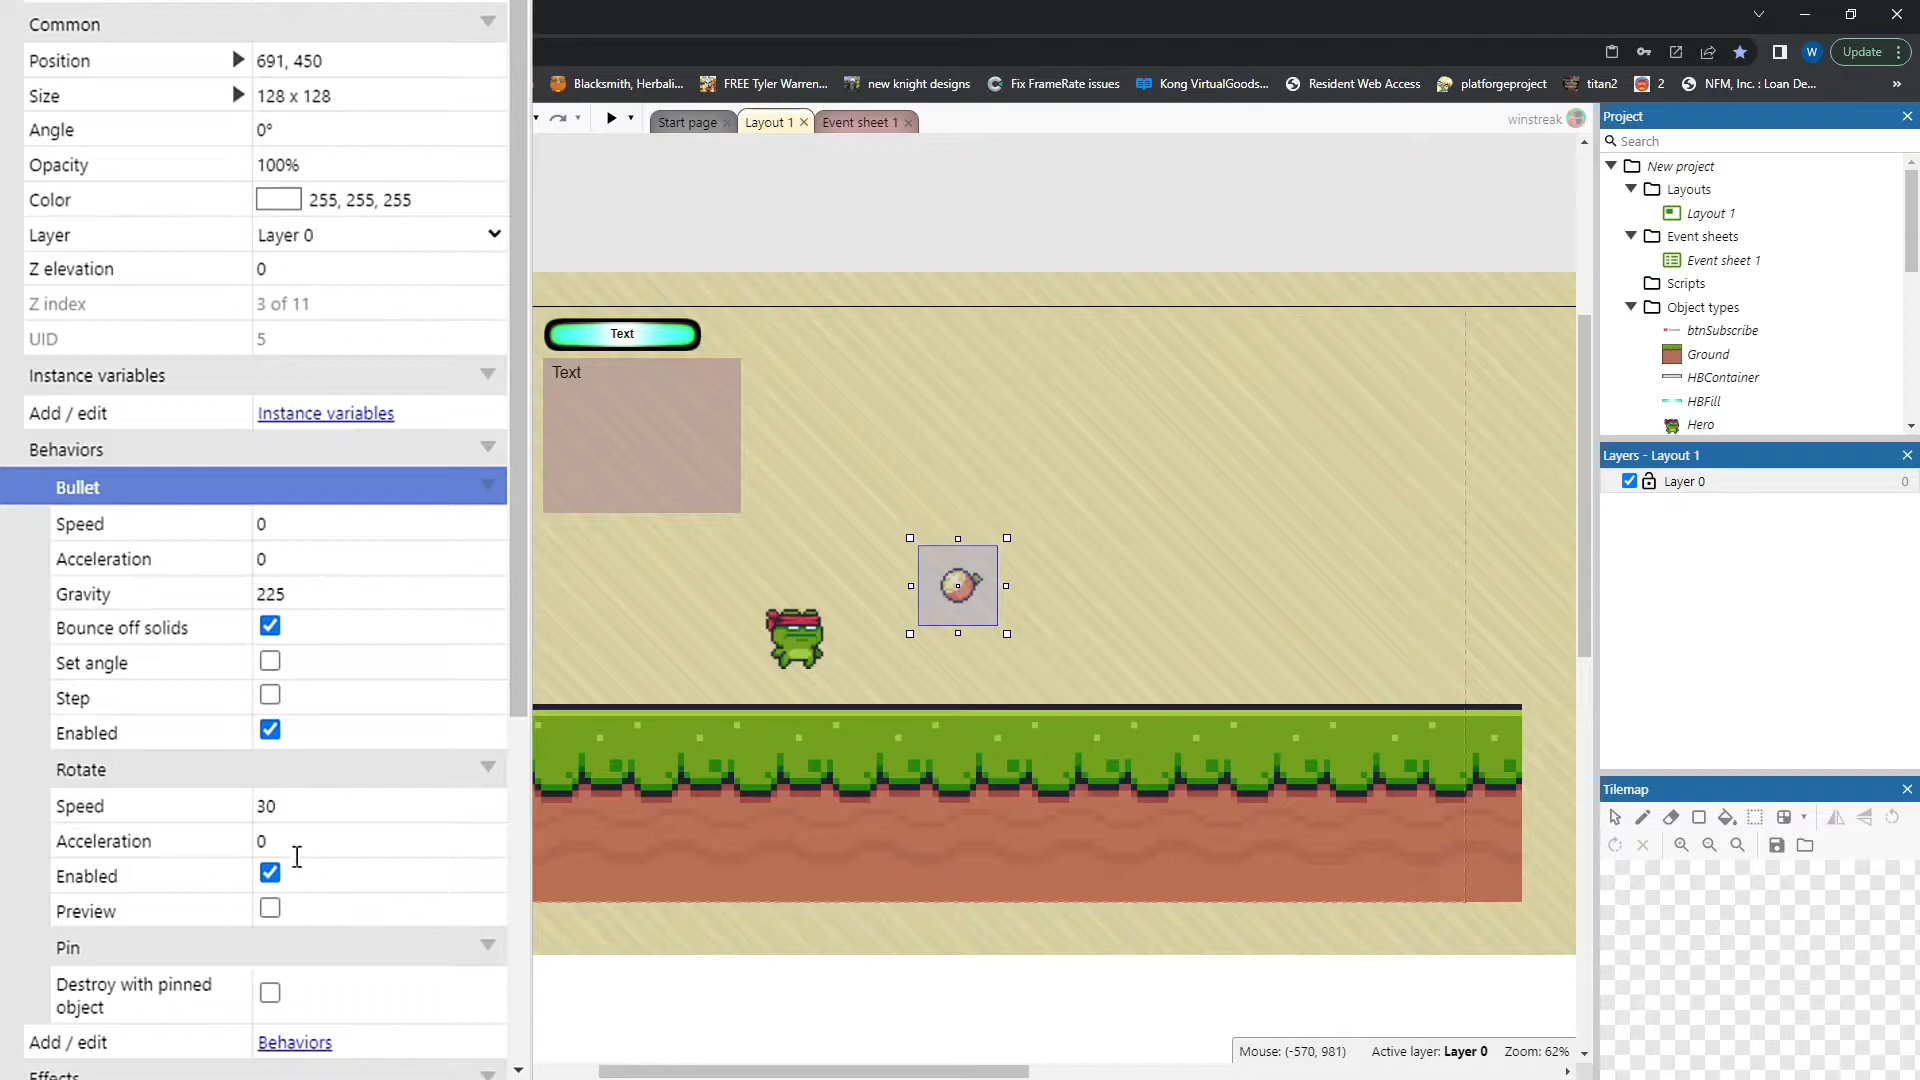 Common
Position 691, 450
Size 128 x 128
Angle 0°
Opacity 100%
Color 255, 255, 255
Layer Layer 0
Z elevation 0
Z index 3 of 11
UID 5
Instance variables
Add / edit Instance variables
Behaviors
Bullet
Speed 0
Acceleration 0
Gravity 225
Bounce off solids
Set angle
Step
Enabled
Rotate
Speed 30
Acceleration 0
Enabled
Preview
Pin
Destroy with pinned
object
Add / edit Behaviors
Effects
W Update
Blacksmith, Herbali... FREE Tyler Warren... new knight designs Fix FrameRate issues Kong VirtualGoods... Resident Web Access platforgeproject titan2 2 NFM, Inc. : Loan De... »
Start page Layout 1 Event sheet 1 winstreak
Text
Text
Mouse: (-570, 981) Active layer: Layer 0 Zoom: 62%
Project
Search
New project
Layouts
Layout 1
Event sheets
Event sheet 1
Scripts
Object types
btnSubscribe
Ground
HBContainer
HBFill
Hero
Layers - Layout 1
Layer 0 0
Tilemap